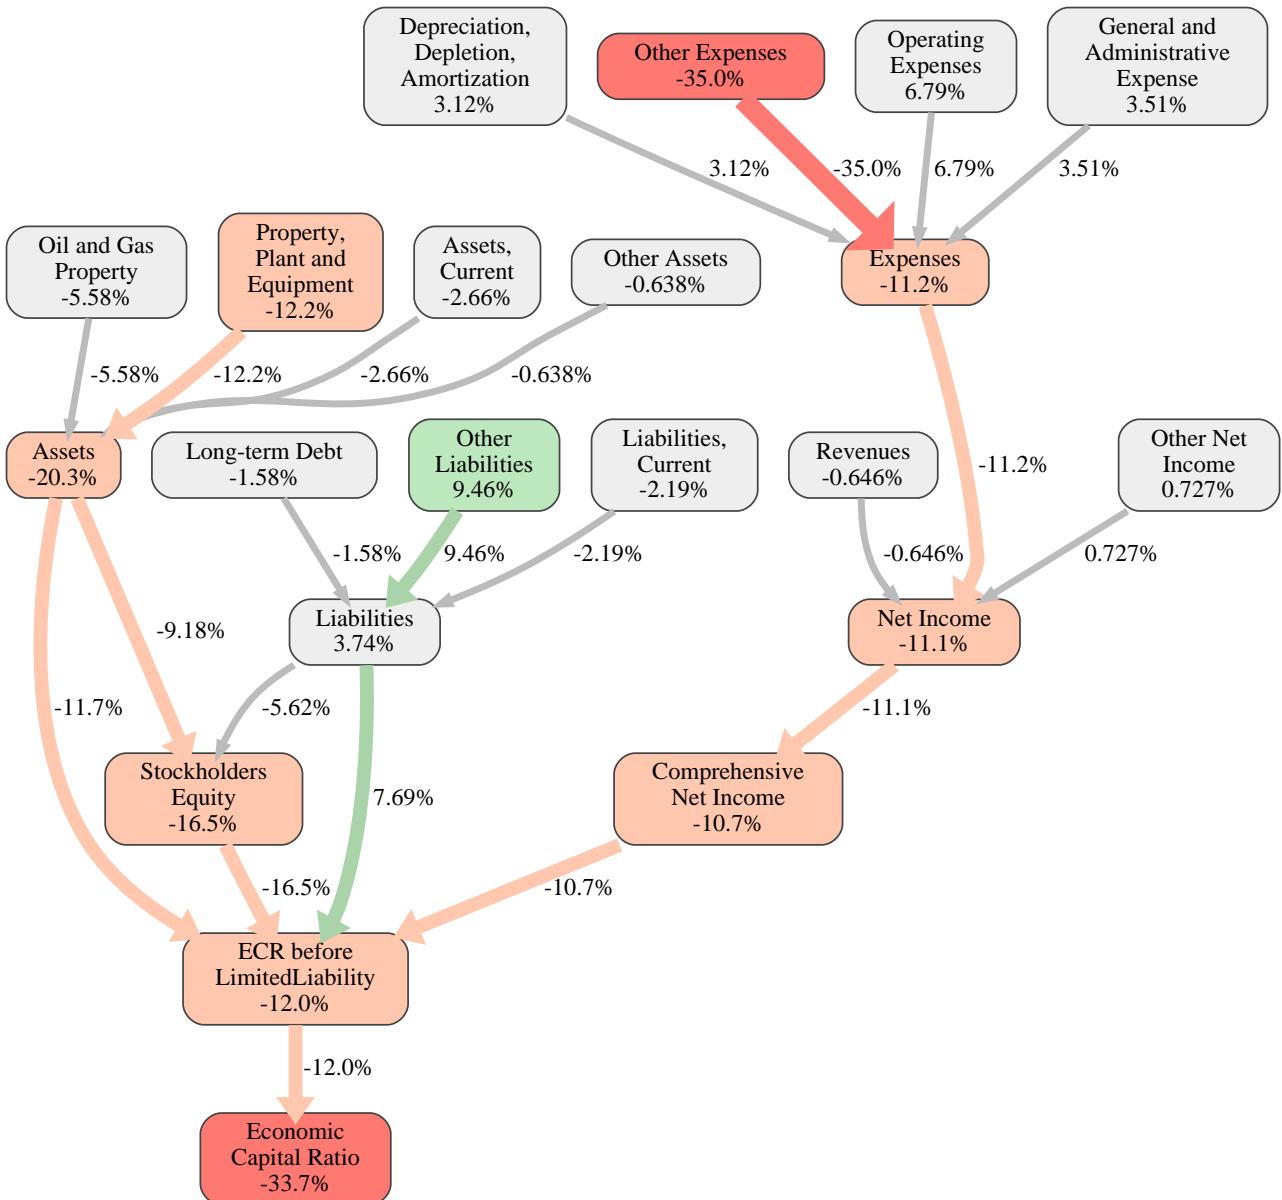 Depreciation,
Depletion,
Amortization
3.12%
Other Expenses
-35.0%
Operating
Expenses
6.79%
General and
Administrative
Expense
3.51%
3.12%
-35.0%
6.79%
3.51%
Oil and Gas
Property
-5.58%
Property,
Plant and
Equipment
-12.2%
Assets,
Current
-2.66%
Other Assets
-0.638%
Expenses
-11.2%
-5.58%
-12.2%
-2.66%
-0.638%
-11.2%
Assets
-20.3%
Long-term Debt
-1.58%
Other
Liabilities
9.46%
Liabilities,
Current
-2.19%
Revenues
-0.646%
Other Net
Income
0.727%
-1.58%
9.46%
-2.19%
-0.646%
0.727%
-9.18%
Liabilities
3.74%
Net Income
-11.1%
-11.7%
-5.62%
-11.1%
Stockholders
Equity
-16.5%
7.69%
Comprehensive
Net Income
-10.7%
-16.5%
-10.7%
ECR before
LimitedLiability
-12.0%
-12.0%
Economic
Capital Ratio
-33.7%